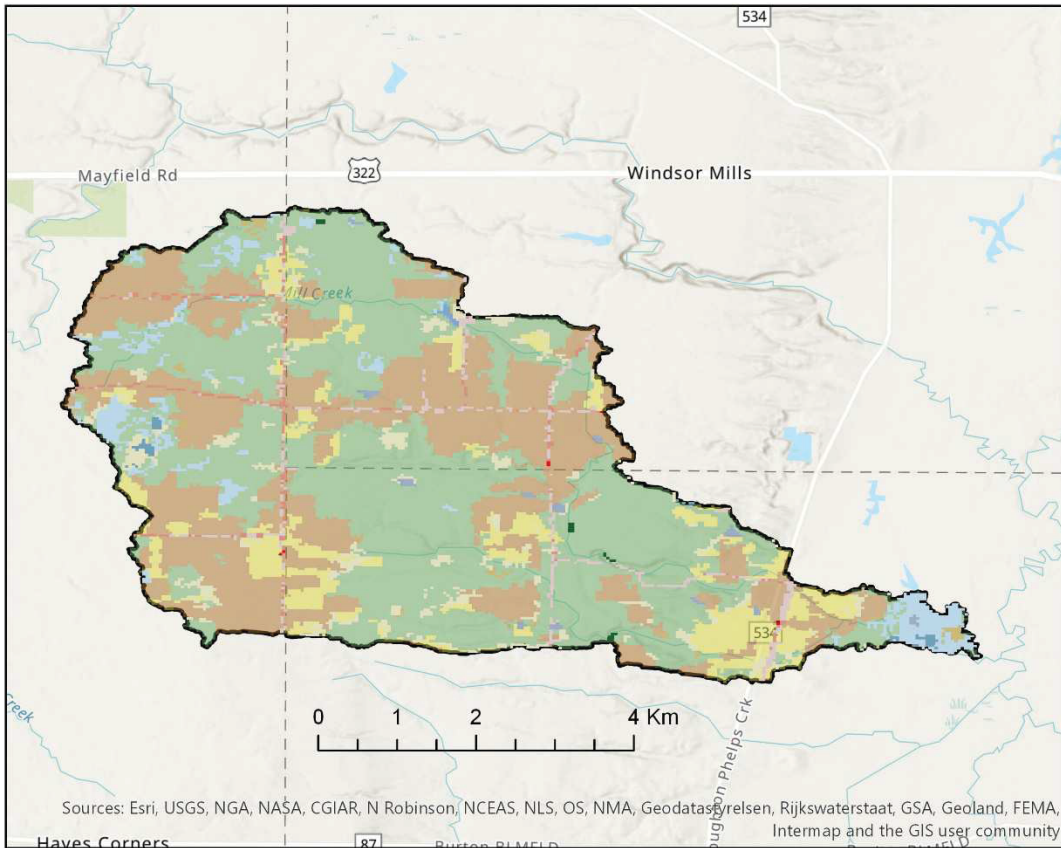 534
Mayfield Rd
322
Windsor Mills
Mill Creek
534
0 1 2 4 Km
Creek
Phelps Crk
Sources: Esri, USGS, NGA, NASA, CGIAR, N Robinson, NCEAS, NLS, OS, NMA, Geodatastyrelsen, Rijkswaterstaat, GSA, Geoland, FEMA,
Intermap and the GIS user community
Hayes Corners
87
Burton